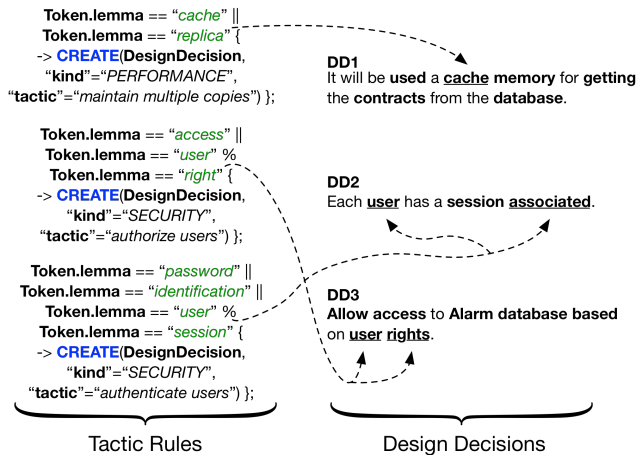 Token.lemma == “cache” ||
Token.lemma == “replica” {
-> CREATE(DesignDecision,
“kind”=“PERFORMANCE”,
“tactic”=“maintain multiple copies”) };
Token.lemma == “access” ||
Token.lemma == “user” %
Token.lemma == “right” {
-> CREATE(DesignDecision,
“kind”=“SECURITY”,
“tactic”=“authorize users”) };
Token.lemma == “password” ||
Token.lemma == “identification” ||
Token.lemma == “user” %
Token.lemma == “session” {
-> CREATE(DesignDecision,
“kind”=“SECURITY”,
“tactic”=“authenticate users”) };
Tactic Rules
DD1
It will be used a cache memory for getting
the contracts from the database.
DD2
Each user has a session associated.
DD3
Allow access to Alarm database based
on user rights.
Design Decisions